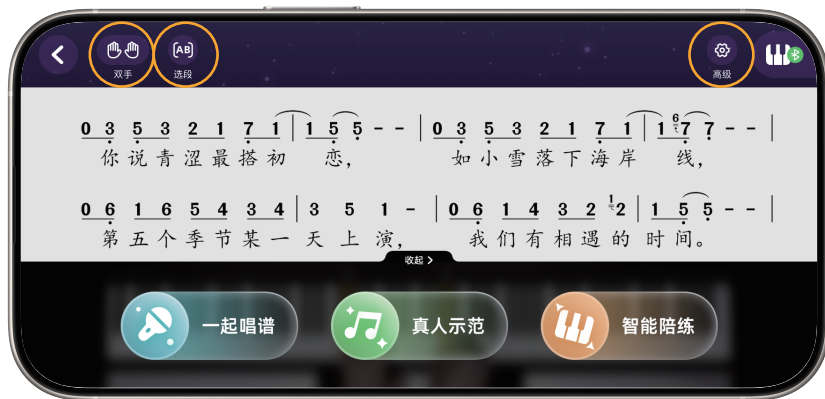 双手 选段 高级
0 3 5 3 2 1 7 1 | 1 5 5 - - | 0 3 5 3 2 1 7 1 | 1 6 7 7 - - |
你说青涩最搭初 恋, 如小雪落下海岸 线,
0 6 1 6 5 4 3 4 | 3 5 1 - | 0 6 1 4 3 2 1 2 | 1 5 5 - - |
第五个季节某一 天上演, 我们有相遇的 时间。
收起 >
一起唱谱 真人示范 智能陪练